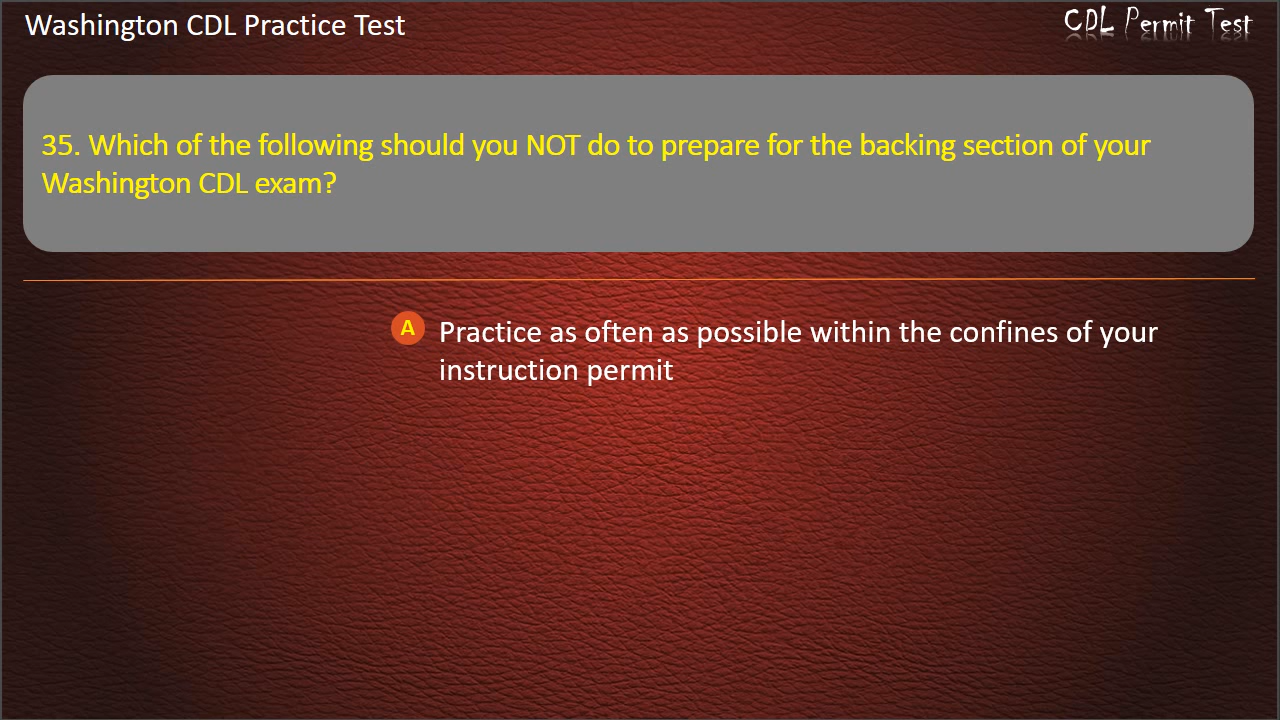 Washington CDL Practice Test
CDL Permit Test
35. Which of the following should you NOT do to prepare for the backing section of your
Washington CDL exam?
A Practice as often as possible within the confines of your
instruction permit